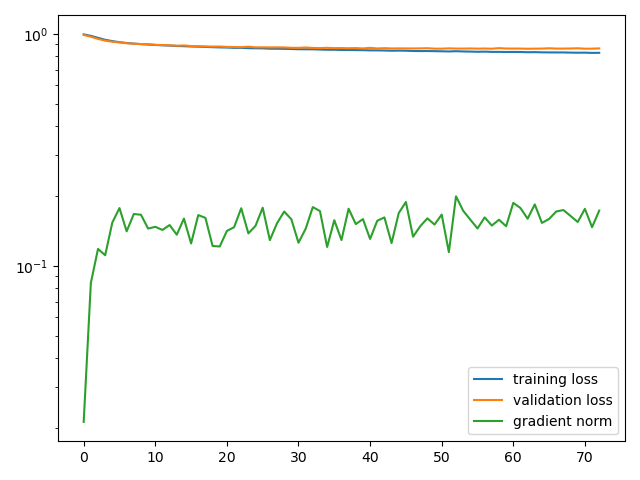 10⁰
10⁻¹
0 10 20 30 40 50 60 70
training loss
validation loss
gradient norm